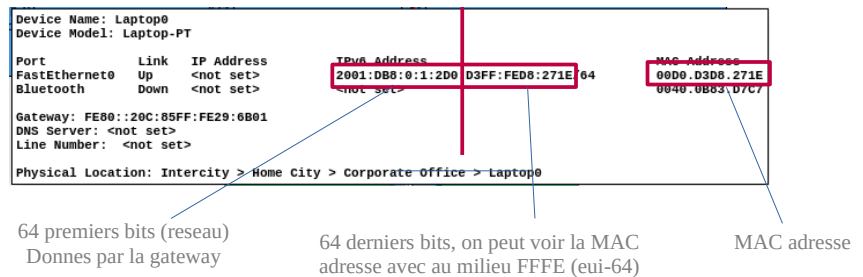 Device Name: Laptop0
Device Model: Laptop-PT
Port Link IP Address IPv6 Address MAC Address
FastEthernet0 Up <not set> 2001:DB8:0:1:2D0:D3FF:FED8:271E/64 00D0.D3D8.271E
Bluetooth Down <not set> <not set> 0040.0B83.D7C7
Gateway: FE80::20C:85FF:FE29:6B01
DNS Server: <not set>
Line Number: <not set>
Physical Location: Intercity > Home City > Corporate Office > Laptop0
64 premiers bits (reseau)
Donnes par la gateway
64 derniers bits, on peut voir la MAC
adresse avec au milieu FFFE (eui-64)
MAC adresse